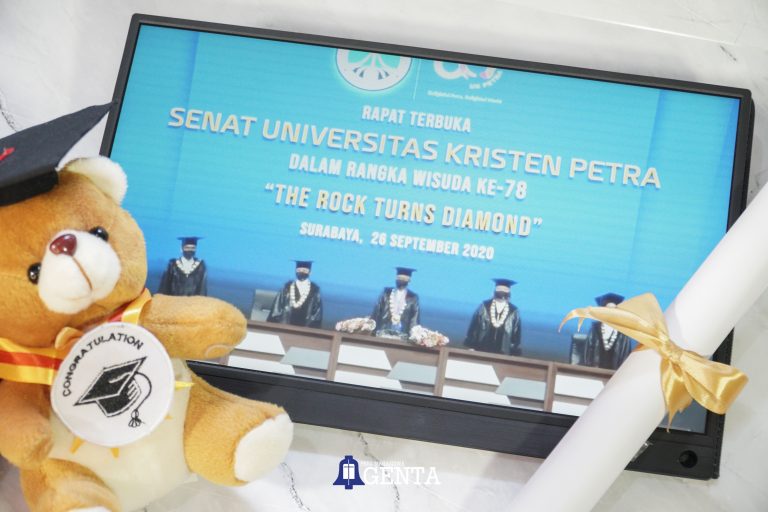 RAPAT TERBUKA
SENAT UNIVERSITAS KRISTEN PETRA
DALAM RANGKA WISUDA KE-78
"THE ROCK TURNS DIAMOND"
SURABAYA, 26 SEPTEMBER 2020
CONGRATULATION
GENTA